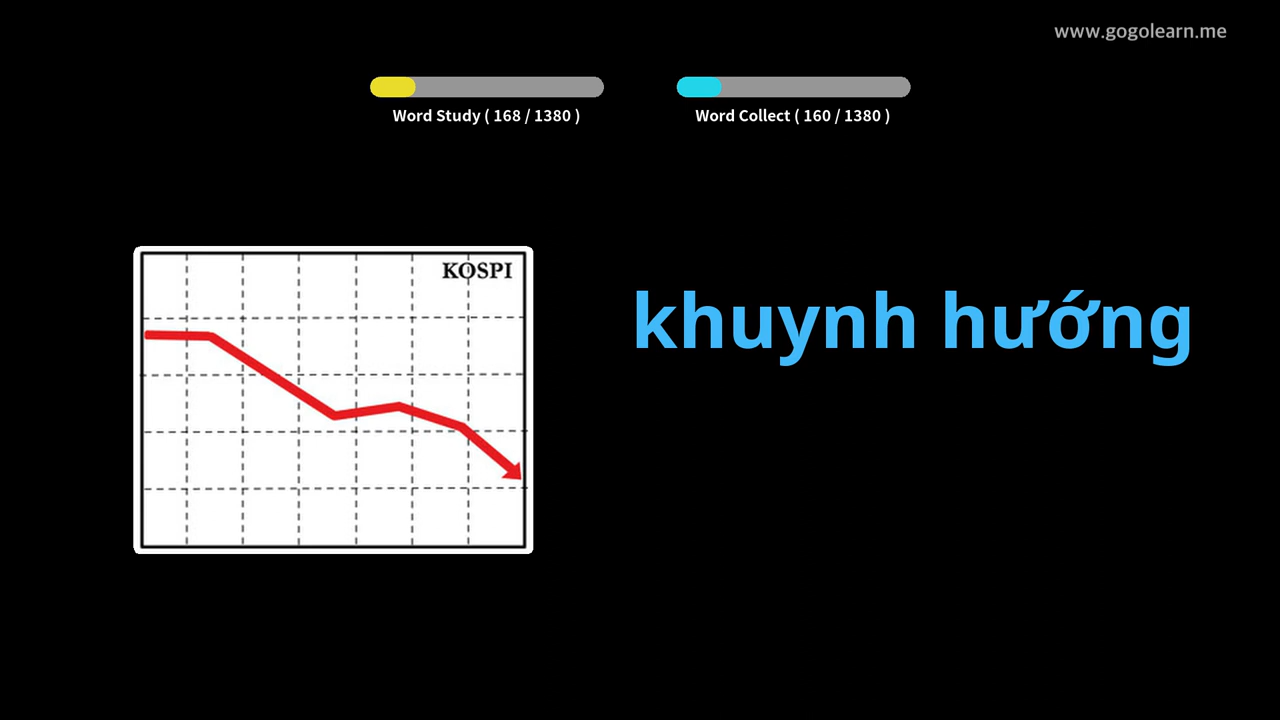 www.gogolearn.me
Word Study ( 168 / 1380 )
Word Collect ( 160 / 1380 )
KOSPI
khuynh hướng